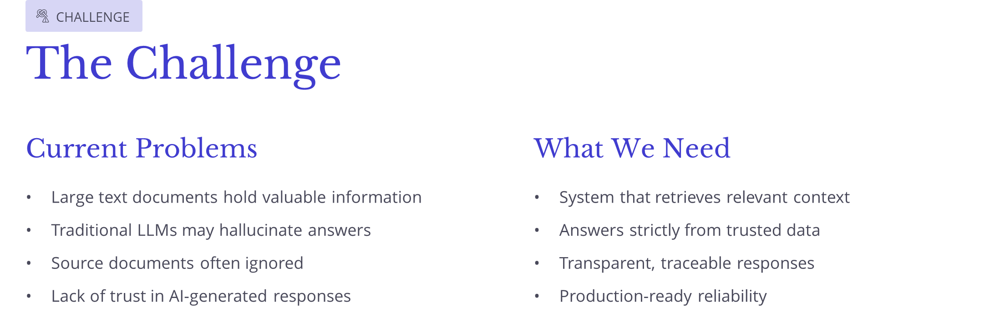 CHALLENGE
The Challenge
Current Problems
• Large text documents hold valuable information
• Traditional LLMs may hallucinate answers
• Source documents often ignored
• Lack of trust in AI-generated responses
What We Need
• System that retrieves relevant context
• Answers strictly from trusted data
• Transparent, traceable responses
• Production-ready reliability